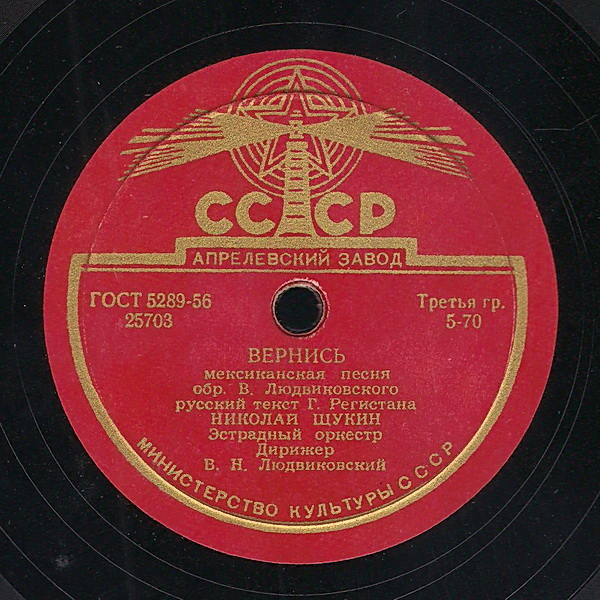 СССР
АПРЕЛЕВСКИЙ ЗАВОД
ГОСТ 5289-56
25703
Третья гр.
5-70
ВЕРНИСЬ
мексиканская песня
обр. В. Людвиковского
русский текст Г. Регистана
НИКОЛАЙ ЩУКИН
Эстрадный оркестр
Дирижер
В. Н. Людвиковский
МИНИСТЕРСТВО КУЛЬТУРЫ СССР